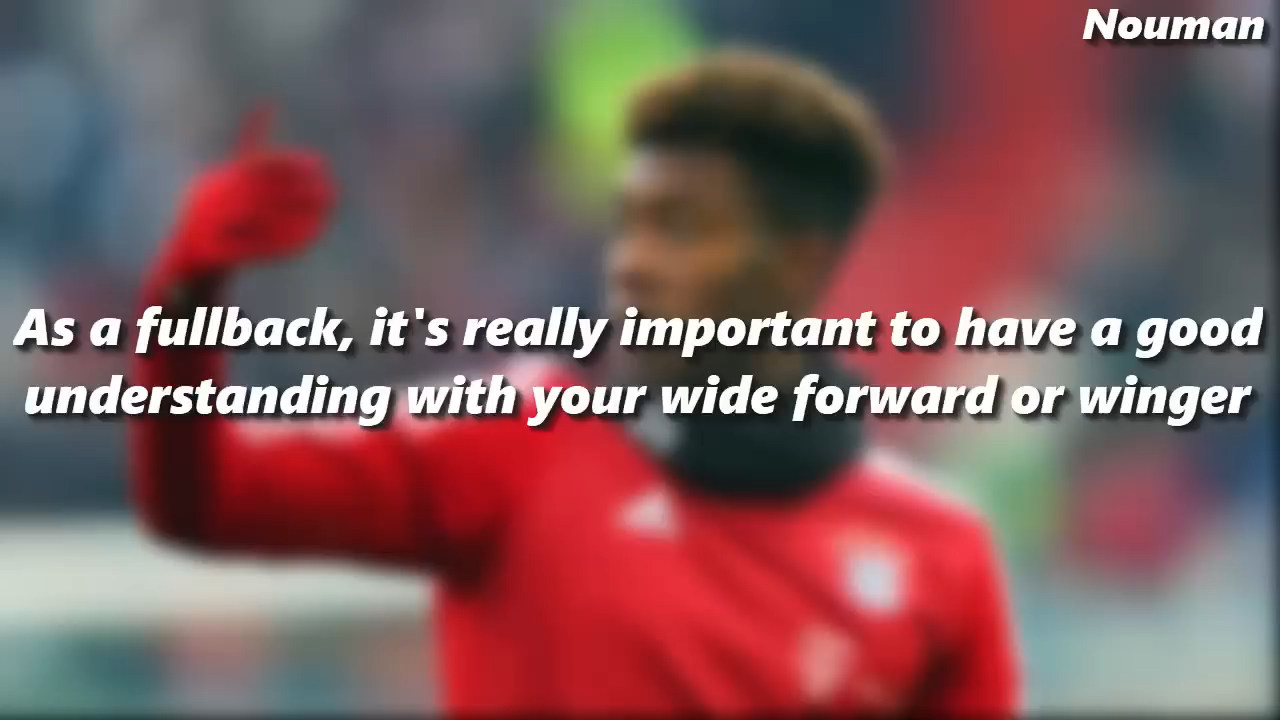 Nouman
As a fullback, it's really important to have a good
understanding with your wide forward or winger